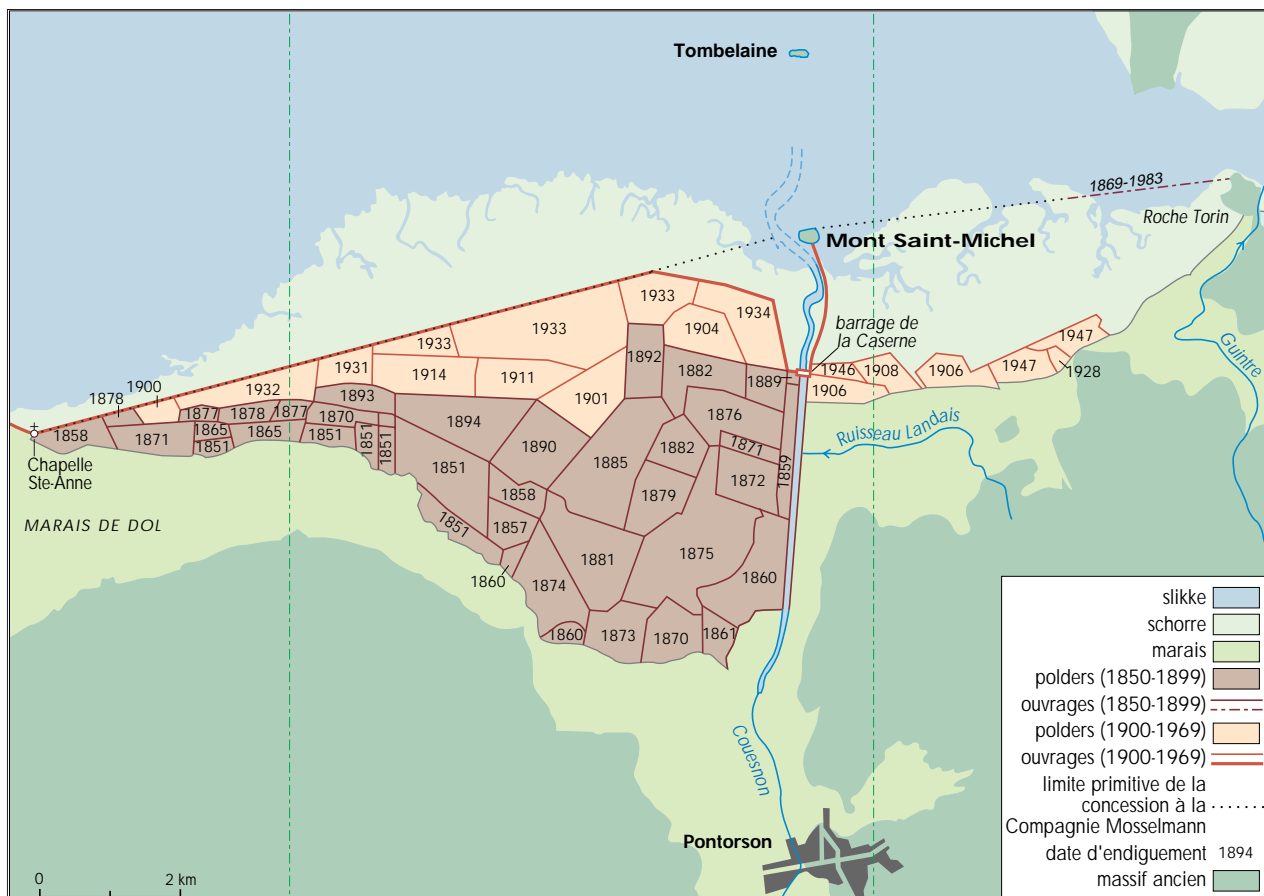 Tombelaine
1869-1983
Roche Torin
Mont Saint-Michel
1933
1934
barrage de
la Caserne
1933
1904
1947
1933
1892
1946
1908
1906
1947
1928
Guintre
1931
1914
1911
1882
1889
1906
1900
1932
1878
1893
1901
1877
1878
1877
1870
1894
1876
Ruisseau Landais
1858
1871
1865
1865
1851
1851
1851
1851
1890
1882
1871
1859
Chapelle
Ste-Anne
1851
1885
1872
1858
1879
MARAIS DE DOL
1851
1857
1881
1875
1860
1874
1860
1860
1873
1870
1861
Couesnon
Pontorson
0
2 km
slikke
schorre
marais
polders (1850-1899)
ouvrages (1850-1899)
polders (1900-1969)
ouvrages (1900-1969)
limite primitive de la
concession à la
Compagnie Mosselmann
date d'endiguement 1894
massif ancien